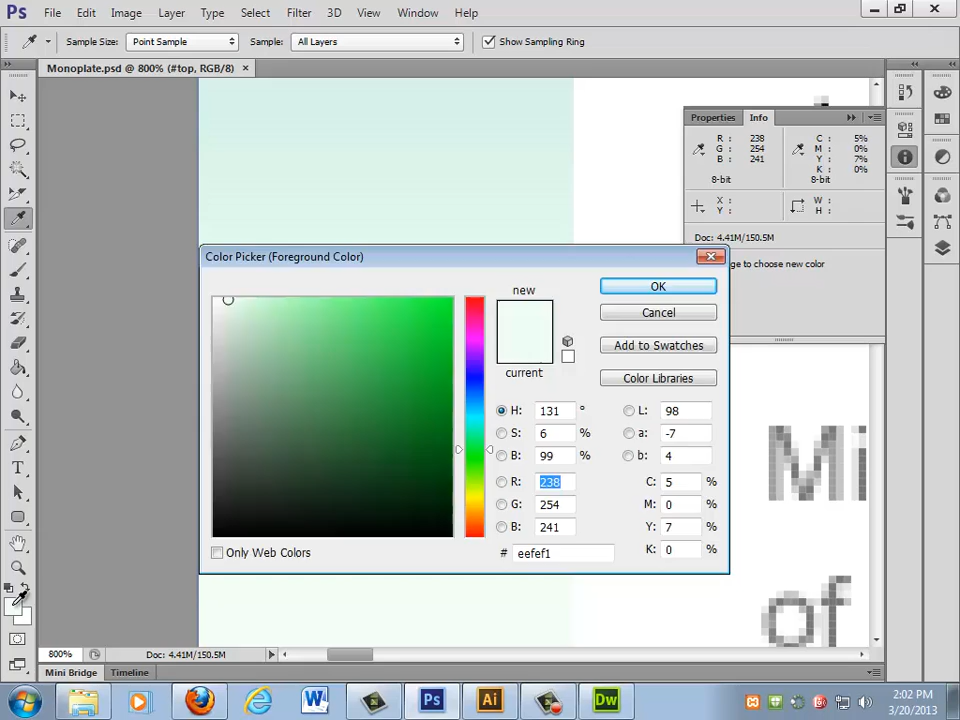 Ps File Edit Image Layer Type Select Filter 3D View Window Help
Sample Size: Point Sample Sample: All Layers Show Sampling Ring
Monoplate.psd @ 800% (#top, RGB/8) ×
Properties Info
R : 238 C : 5%
G : 254 M : 0%
B : 241 Y : 7%
K : 0%
8-bit 8-bit
X : W :
Y : H :
Doc: 4.41M/150.5M
ge to choose new color
Color Picker (Foreground Color)
new
OK
Cancel
Add to Swatches
current
Color Libraries
H: 131 ° L: 98
S: 6 % a: -7
B: 99 % b: 4
R: 238 C: 5 %
G: 254 M: 0 %
B: 241 Y: 7 %
# eefef1 K: 0 %
Only Web Colors
Mi
of
800% Doc: 4.41M/150.5M
Mini Bridge Timeline
W Ps Ai Dw
2:02 PM
3/20/2013